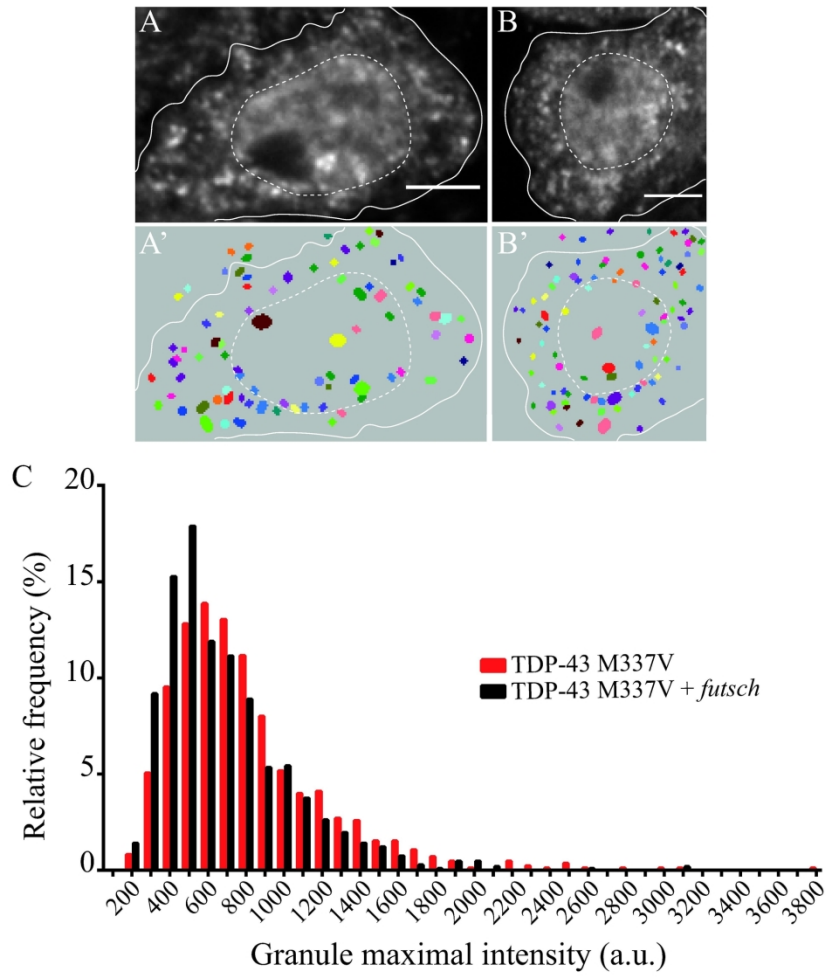 A
B
A'
B'
C
20
15
10
5
0
Relative frequency (%)
TDP-43 M337V
TDP-43 M337V + futsch
200
400
600
800
1000
1200
1400
1600
1800
2000
2200
2400
2600
2800
3000
3200
3400
3600
3800
Granule maximal intensity (a.u.)